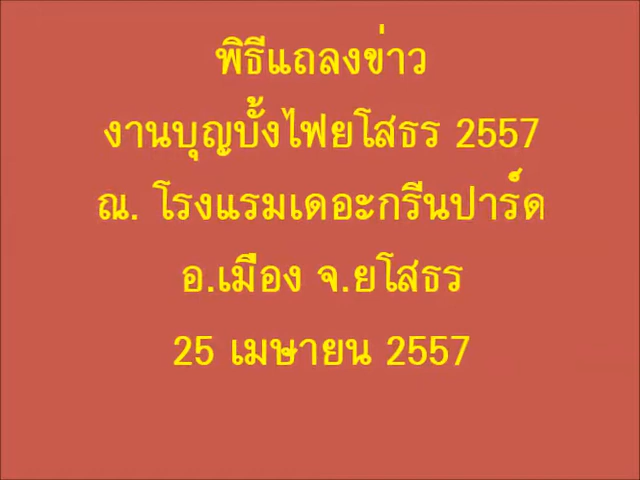 พิธีแถลงข่าว
งานบุญบั้งไฟยโสธร 2557
ณ. โรงแรมเดอะกรีนปาร์ด
อ.เมือง จ.ยโสธร
25 เมษายน 2557